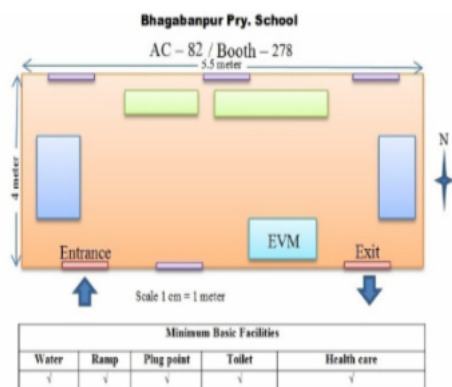 Bhagabanpur Pry. School
AC – 82 / Booth – 278
5.5 meter
4 meter
N
Entrance
EVM
Exit
Scale 1 cm = 1 meter
Minimum Basic Facilities
Water Ramp Plug point Toilet Health care
√ √ √ √ √